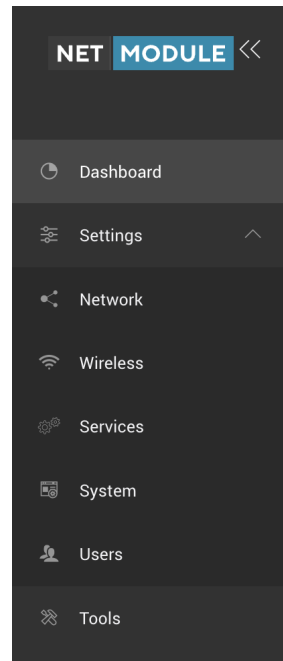 NET MODULE
Dashboard
Settings
Network
Wireless
Services
System
Users
Tools